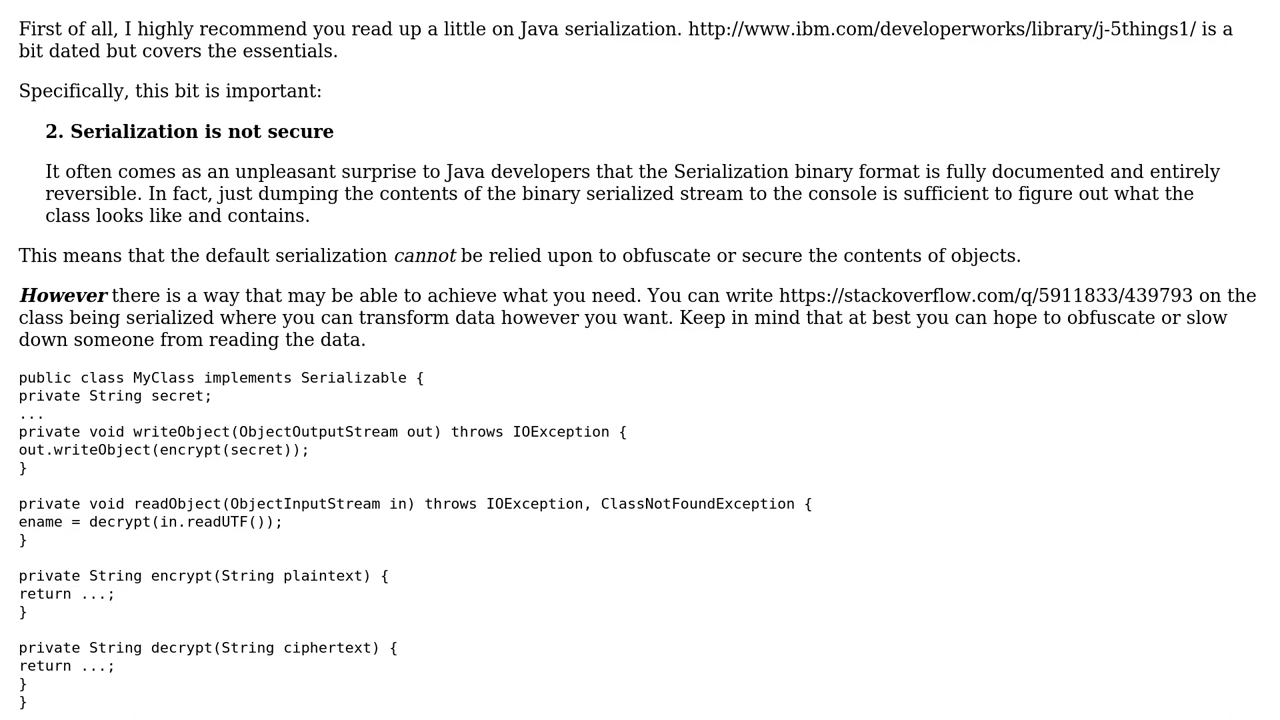 First of all, I highly recommend you read up a little on Java serialization. http://www.ibm.com/developerworks/library/j-5things1/ is a
bit dated but covers the essentials.
Specifically, this bit is important:
2. Serialization is not secure
It often comes as an unpleasant surprise to Java developers that the Serialization binary format is fully documented and entirely
reversible. In fact, just dumping the contents of the binary serialized stream to the console is sufficient to figure out what the
class looks like and contains.
This means that the default serialization cannot be relied upon to obfuscate or secure the contents of objects.
However there is a way that may be able to achieve what you need. You can write https://stackoverflow.com/q/5911833/439793 on the
class being serialized where you can transform data however you want. Keep in mind that at best you can hope to obfuscate or slow
down someone from reading the data.
public class MyClass implements Serializable {
private String secret;
...
private void writeObject(ObjectOutputStream out) throws IOException {
out.writeObject(encrypt(secret));
}
private void readObject(ObjectInputStream in) throws IOException, ClassNotFoundException {
ename = decrypt(in.readUTF());
}
private String encrypt(String plaintext) {
return ...;
}
private String decrypt(String ciphertext) {
return ...;
}
}